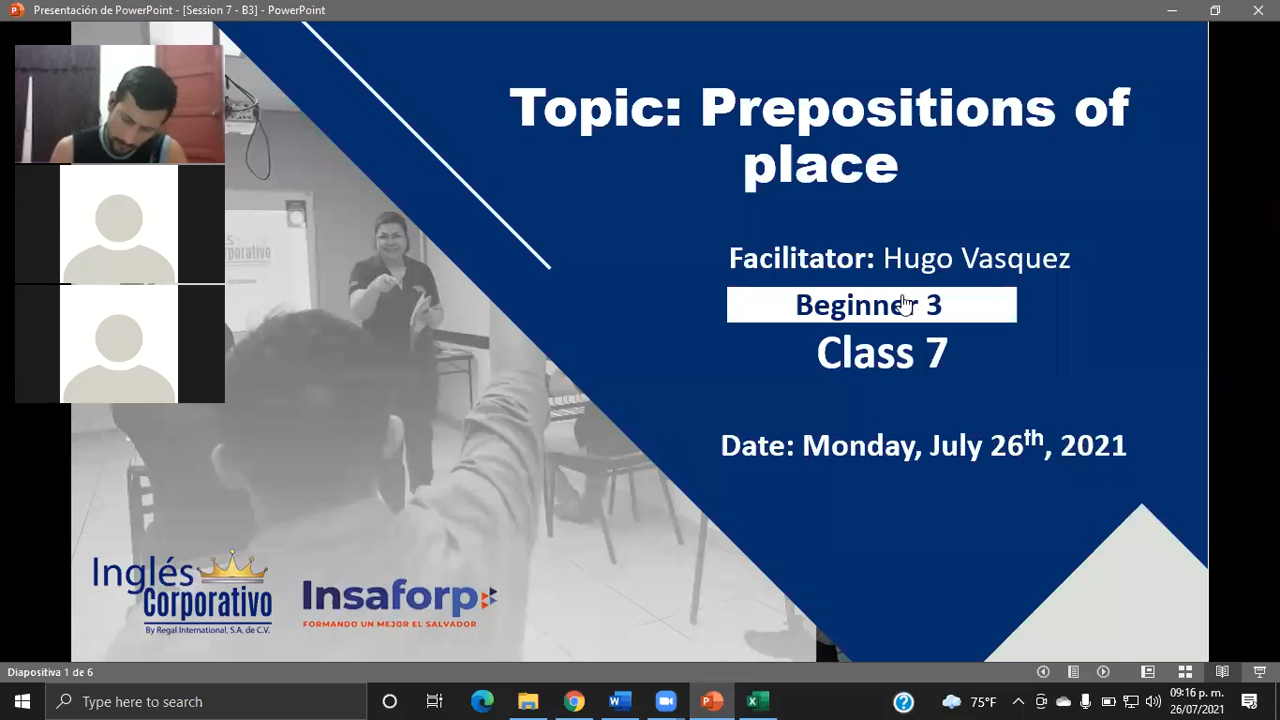 Presentación de PowerPoint - [Session 7 - B3] - PowerPoint
Topic: Prepositions of
place
Facilitator: Hugo Vasquez
Beginner 3
Class 7
Date: Monday, July 26th, 2021
Inglés
Corporativo
By Regal International, S.A. de C.V.
Insaforp
FORMANDO UN MEJOR EL SALVADOR
Diapositiva 1 de 6
Type here to search
75°F
09:16 p. m.
26/07/2021